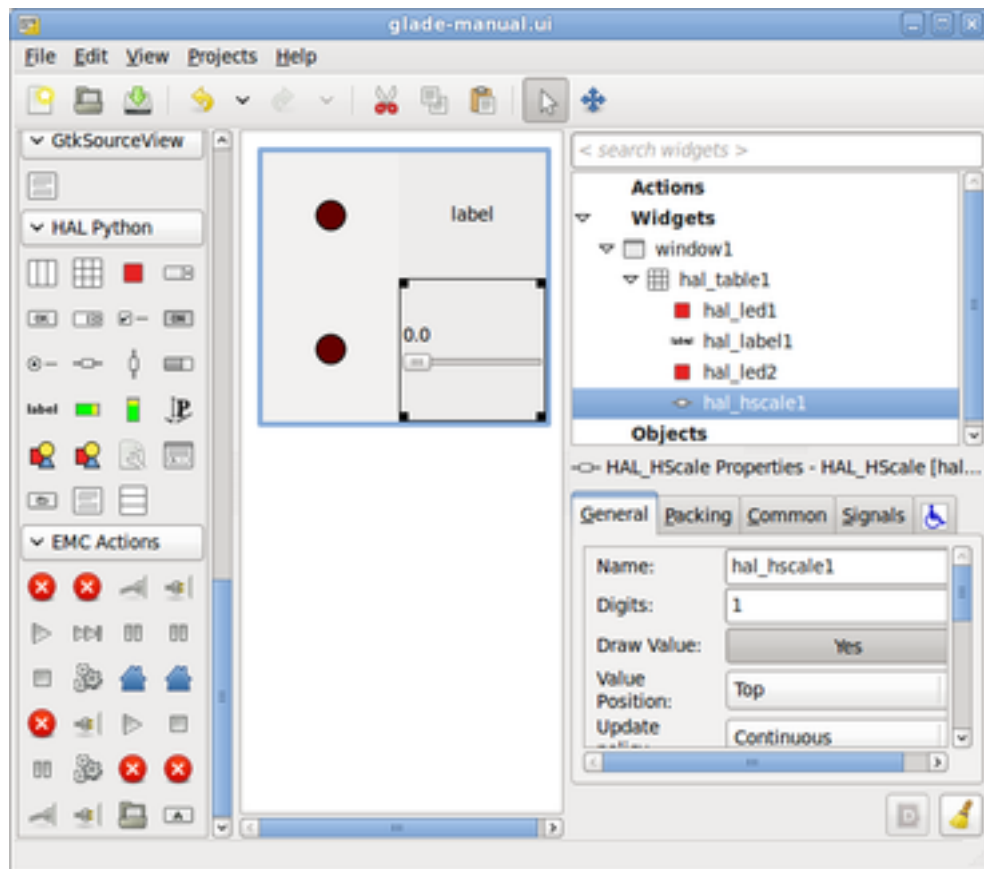 glade-manual.ui
File Edit View Projects Help
GtkSourceView
HAL Python
label
EMC Actions
label
0.0
< search widgets >
Actions
Widgets
window1
hal_table1
hal_led1
label hal_label1
hal_led2
hal_hscale1
Objects
HAL_HScale Properties - HAL_HScale [hal...
General Packing Common Signals
Name: hal_hscale1
Digits: 1
Draw Value: Yes
Value Position: Top
Update policy Continuous